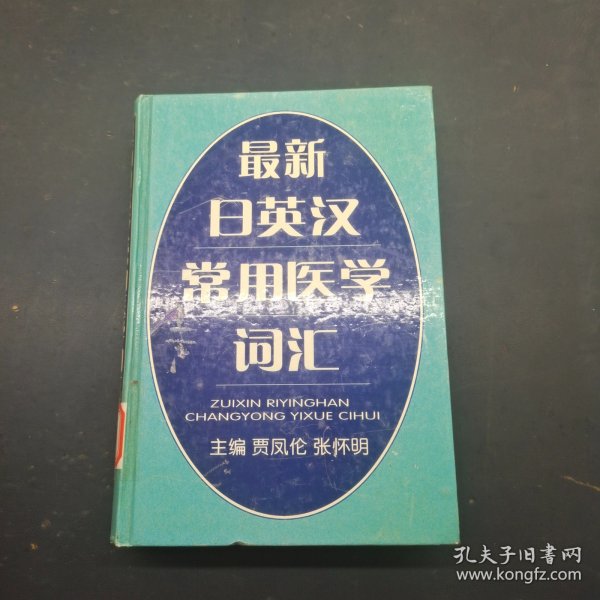 最新
日英汉
常用医学
词汇
ZUIXIN RIYINGHAN
CHANGYONG YIXUE CIHUI
主编 贾凤伦 张怀明
孔夫子旧书网
www.kongfz.com